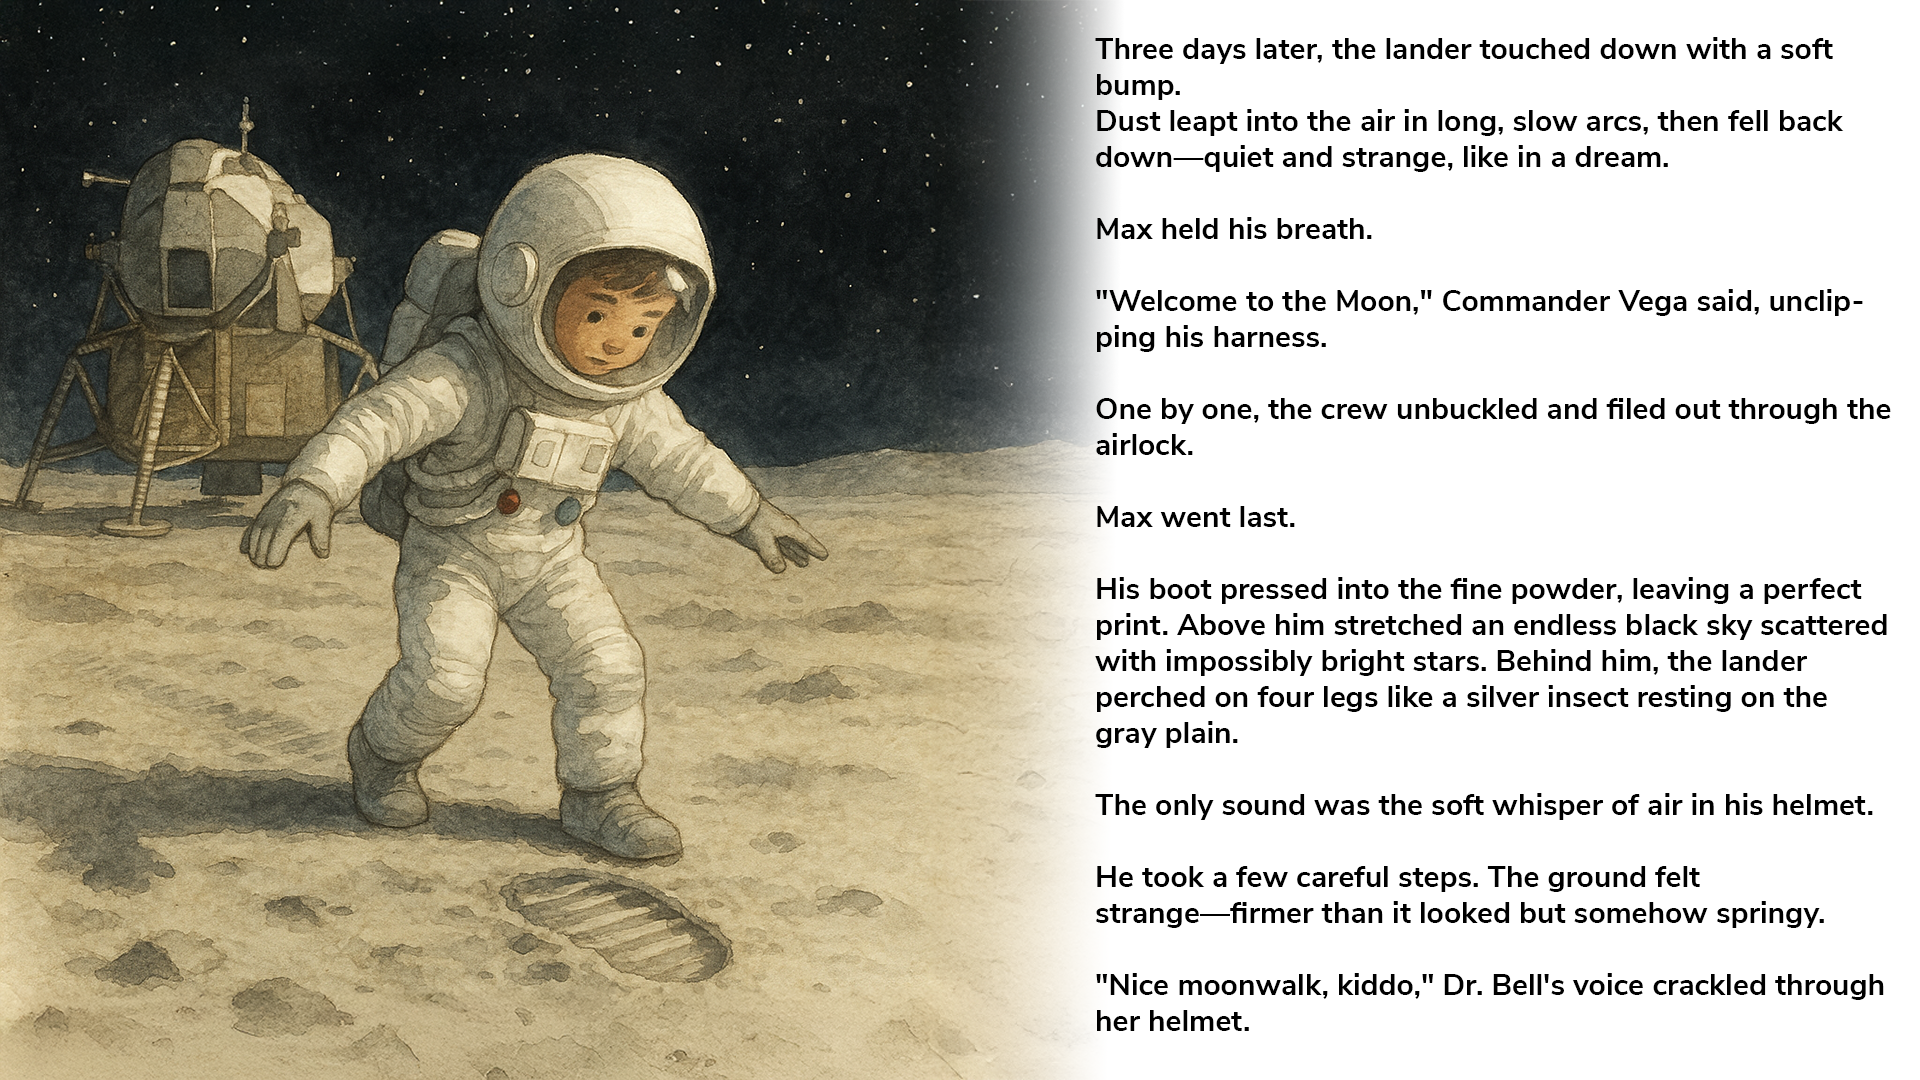 Three days later, the lander touched down with a soft
bump.
Dust leapt into the air in long, slow arcs, then fell back
down—quiet and strange, like in a dream.
Max held his breath.
"Welcome to the Moon," Commander Vega said, unclip-
ping his harness.
One by one, the crew unbuckled and filed out through the
airlock.
Max went last.
His boot pressed into the fine powder, leaving a perfect
print. Above him stretched an endless black sky scattered
with impossibly bright stars. Behind him, the lander
perched on four legs like a silver insect resting on the
gray plain.
The only sound was the soft whisper of air in his helmet.
He took a few careful steps. The ground felt
strange—firmer than it looked but somehow springy.
"Nice moonwalk, kiddo," Dr. Bell's voice crackled through
her helmet.